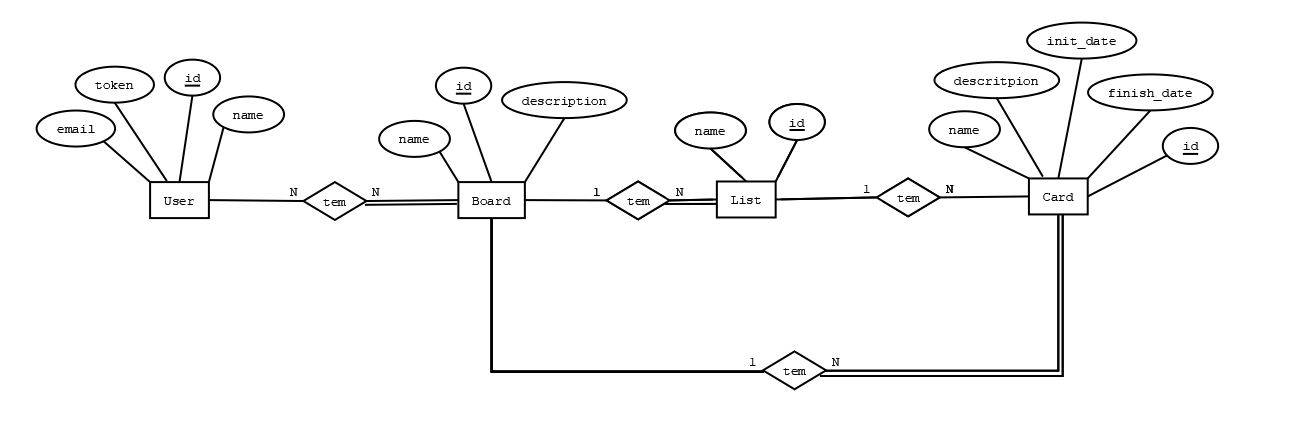 init_date
token
id
descritpion
id
description
finish_date
email
name
name
name
id
name
id
User
N
tem
N
Board
1
tem
N
List
1
tem
N
Card
1
tem
N